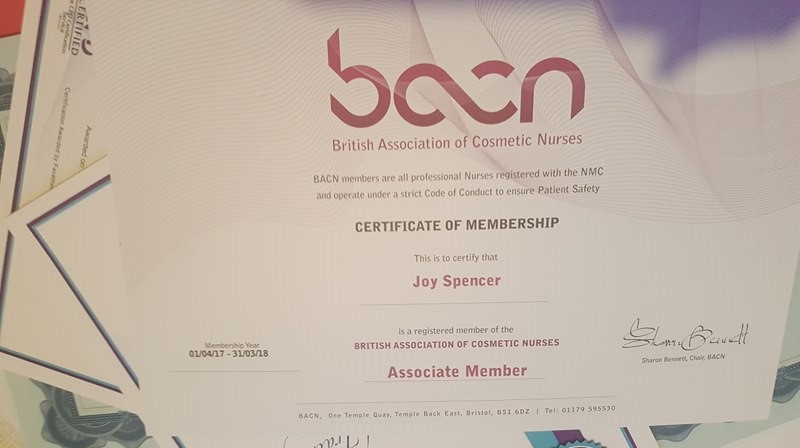 bacn
British Association of Cosmetic Nurses
BACN members are all professional Nurses registered with the NMC
and operate under a strict Code of Conduct to ensure Patient Safety
CERTIFICATE OF MEMBERSHIP
This is to certify that
Joy Spencer
is a registered member of the
BRITISH ASSOCIATION OF COSMETIC NURSES
Associate Member
Membership Year
01/04/17 - 31/03/18
Sharon Bennett
Sharon Bennett, Chair, BACN
BACN, One Temple Quay, Temple Back East, Bristol, BS1 6DZ | Tel: 01179 595530
CERTIFIED
Certification
Service
Certification Awarded by
Awarded on